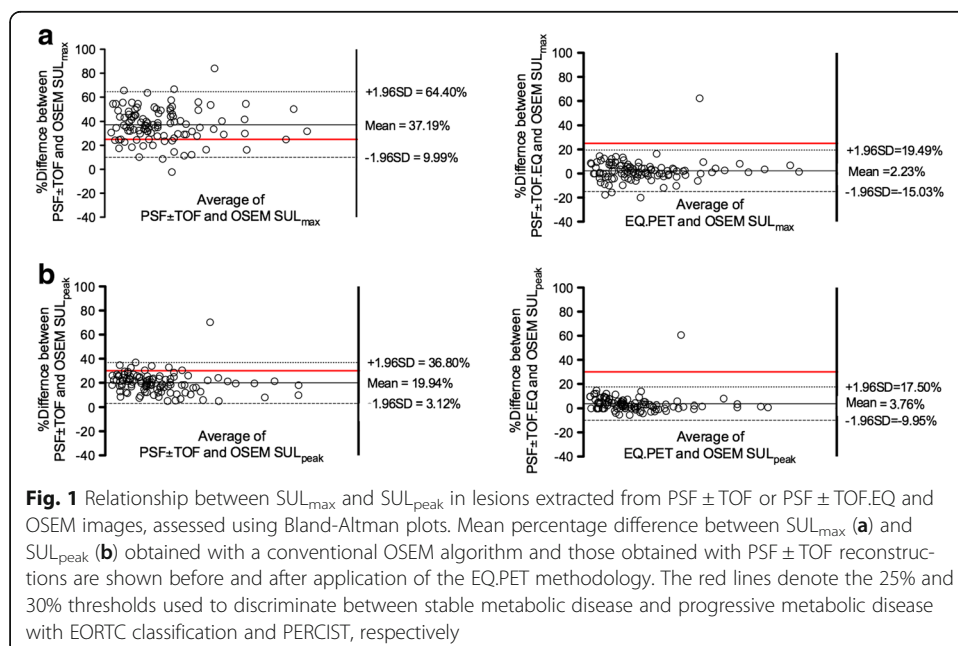 a
%Differnce between
PSF±TOF and OSEM SULmax
100
80
60
40
20
0
-20
-40
+1.96SD = 64.40%
Mean = 37.19%
-1.96SD = 9.99%
Average of
PSF±TOF and OSEM SULmax
%Differnce between
PSF±TOF.EQ and OSEM SULmax
100
80
60
40
20
0
-20
-40
+1.96SD=19.49%
Mean =2.23%
-1.96SD=-15.03%
Average of
EQ.PET and OSEM SULmax
b
%Differnce between
PSF±TOF and OSEM SULpeak
100
80
60
40
20
0
-20
-40
+1.96SD = 36.80%
Mean = 19.94%
-1.96SD = 3.12%
Average of
PSF±TOF and OSEM SULpeak
%Differnce between
PSF±TOF.EQ and OSEM SULpeak
100
80
60
40
20
0
-20
-40
+1.96SD = 17.50%
Mean = 3.76%
-1.96SD=-9.95%
Average of
EQ.PET and OSEM SULpeak
Fig. 1 Relationship between SULmax and SULpeak in lesions extracted from PSF ± TOF or PSF ± TOF.EQ and
OSEM images, assessed using Bland-Altman plots. Mean percentage difference between SULmax (a) and
SULpeak (b) obtained with a conventional OSEM algorithm and those obtained with PSF ± TOF reconstruc-
tions are shown before and after application of the EQ.PET methodology. The red lines denote the 25% and
30% thresholds used to discriminate between stable metabolic disease and progressive metabolic disease
with EORTC classification and PERCIST, respectively